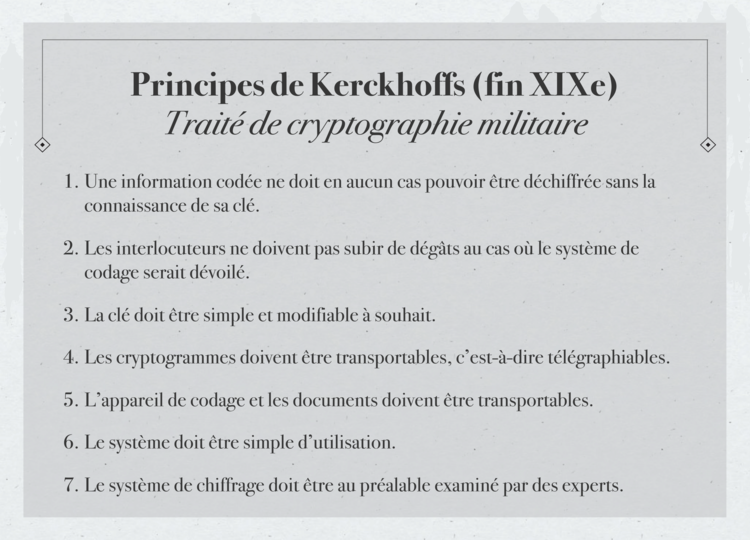 Principes de Kerckhoffs (fin XIXe)
Traité de cryptographie militaire
1. Une information codée ne doit en aucun cas pouvoir être déchiffrée sans la
connaissance de sa clé.
2. Les interlocuteurs ne doivent pas subir de dégâts au cas où le système de
codage serait dévoilé.
3. La clé doit être simple et modifiable à souhait.
4. Les cryptogrammes doivent être transportables, c’est-à-dire télégraphiables.
5. L’appareil de codage et les documents doivent être transportables.
6. Le système doit être simple d’utilisation.
7. Le système de chiffrage doit être au préalable examiné par des experts.